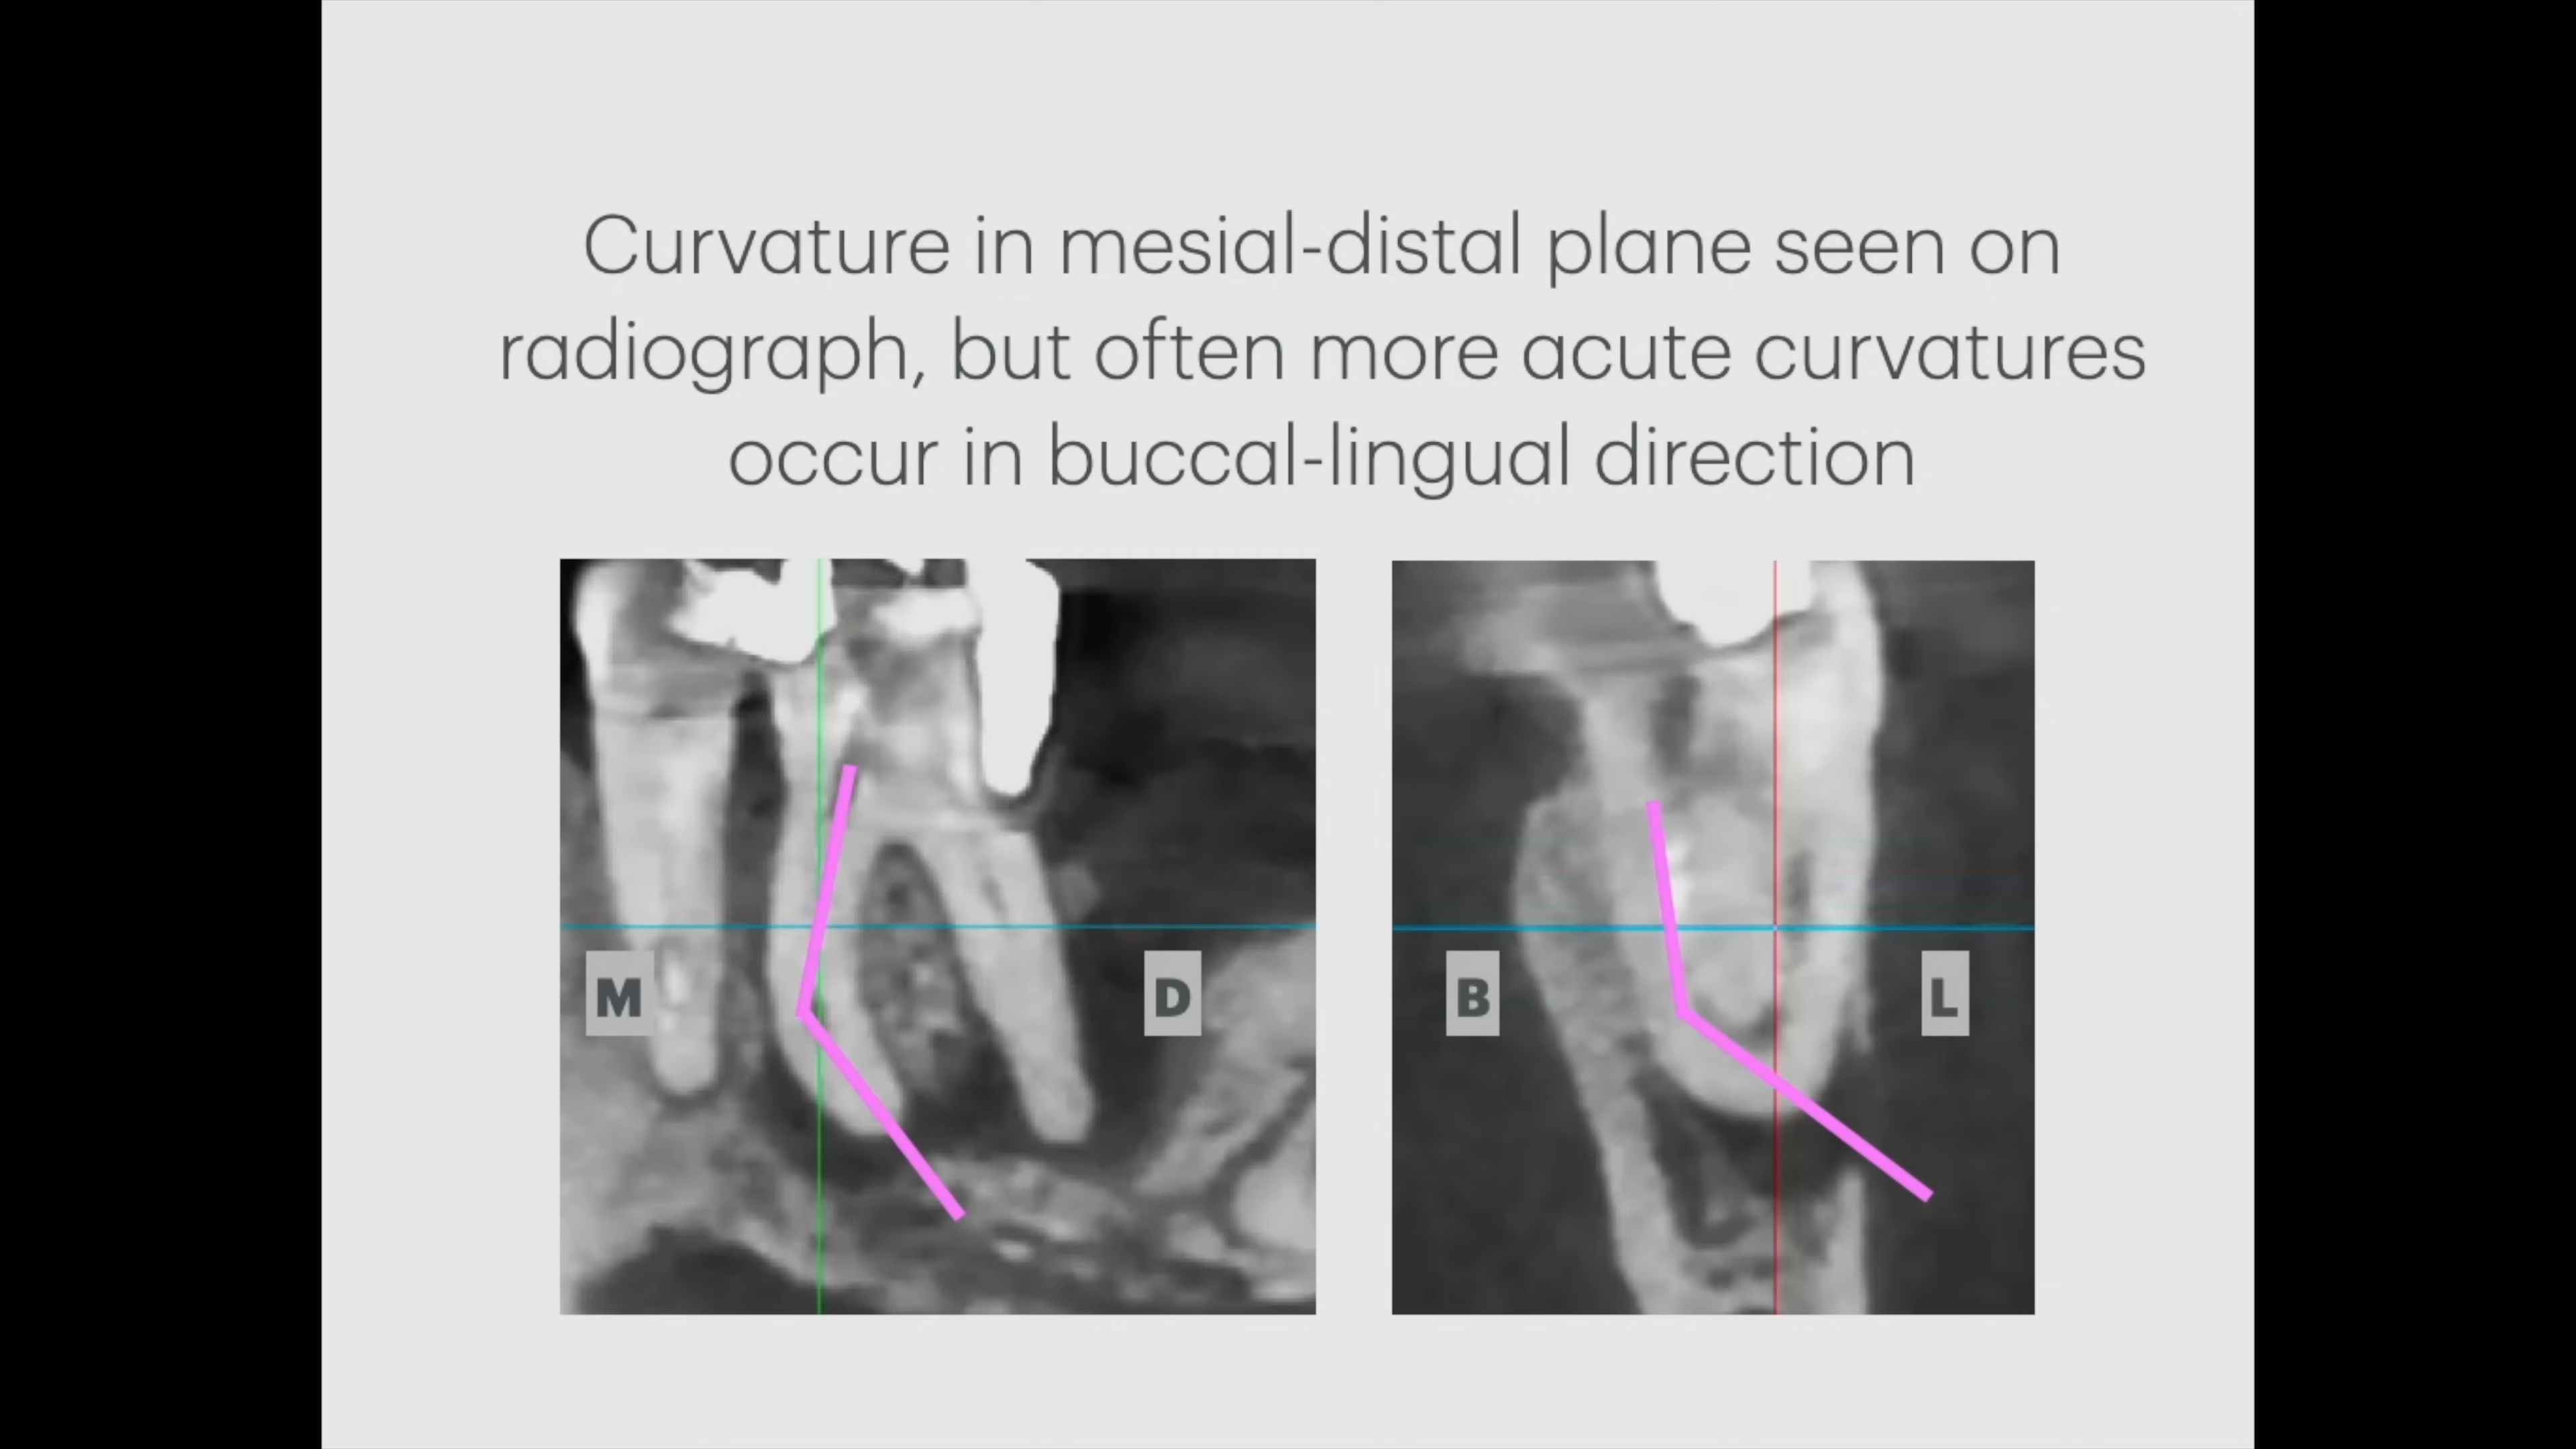 Curvature in mesial-distal plane seen on
radiograph, but often more acute curvatures
occur in buccal-lingual direction
M
D
B
L